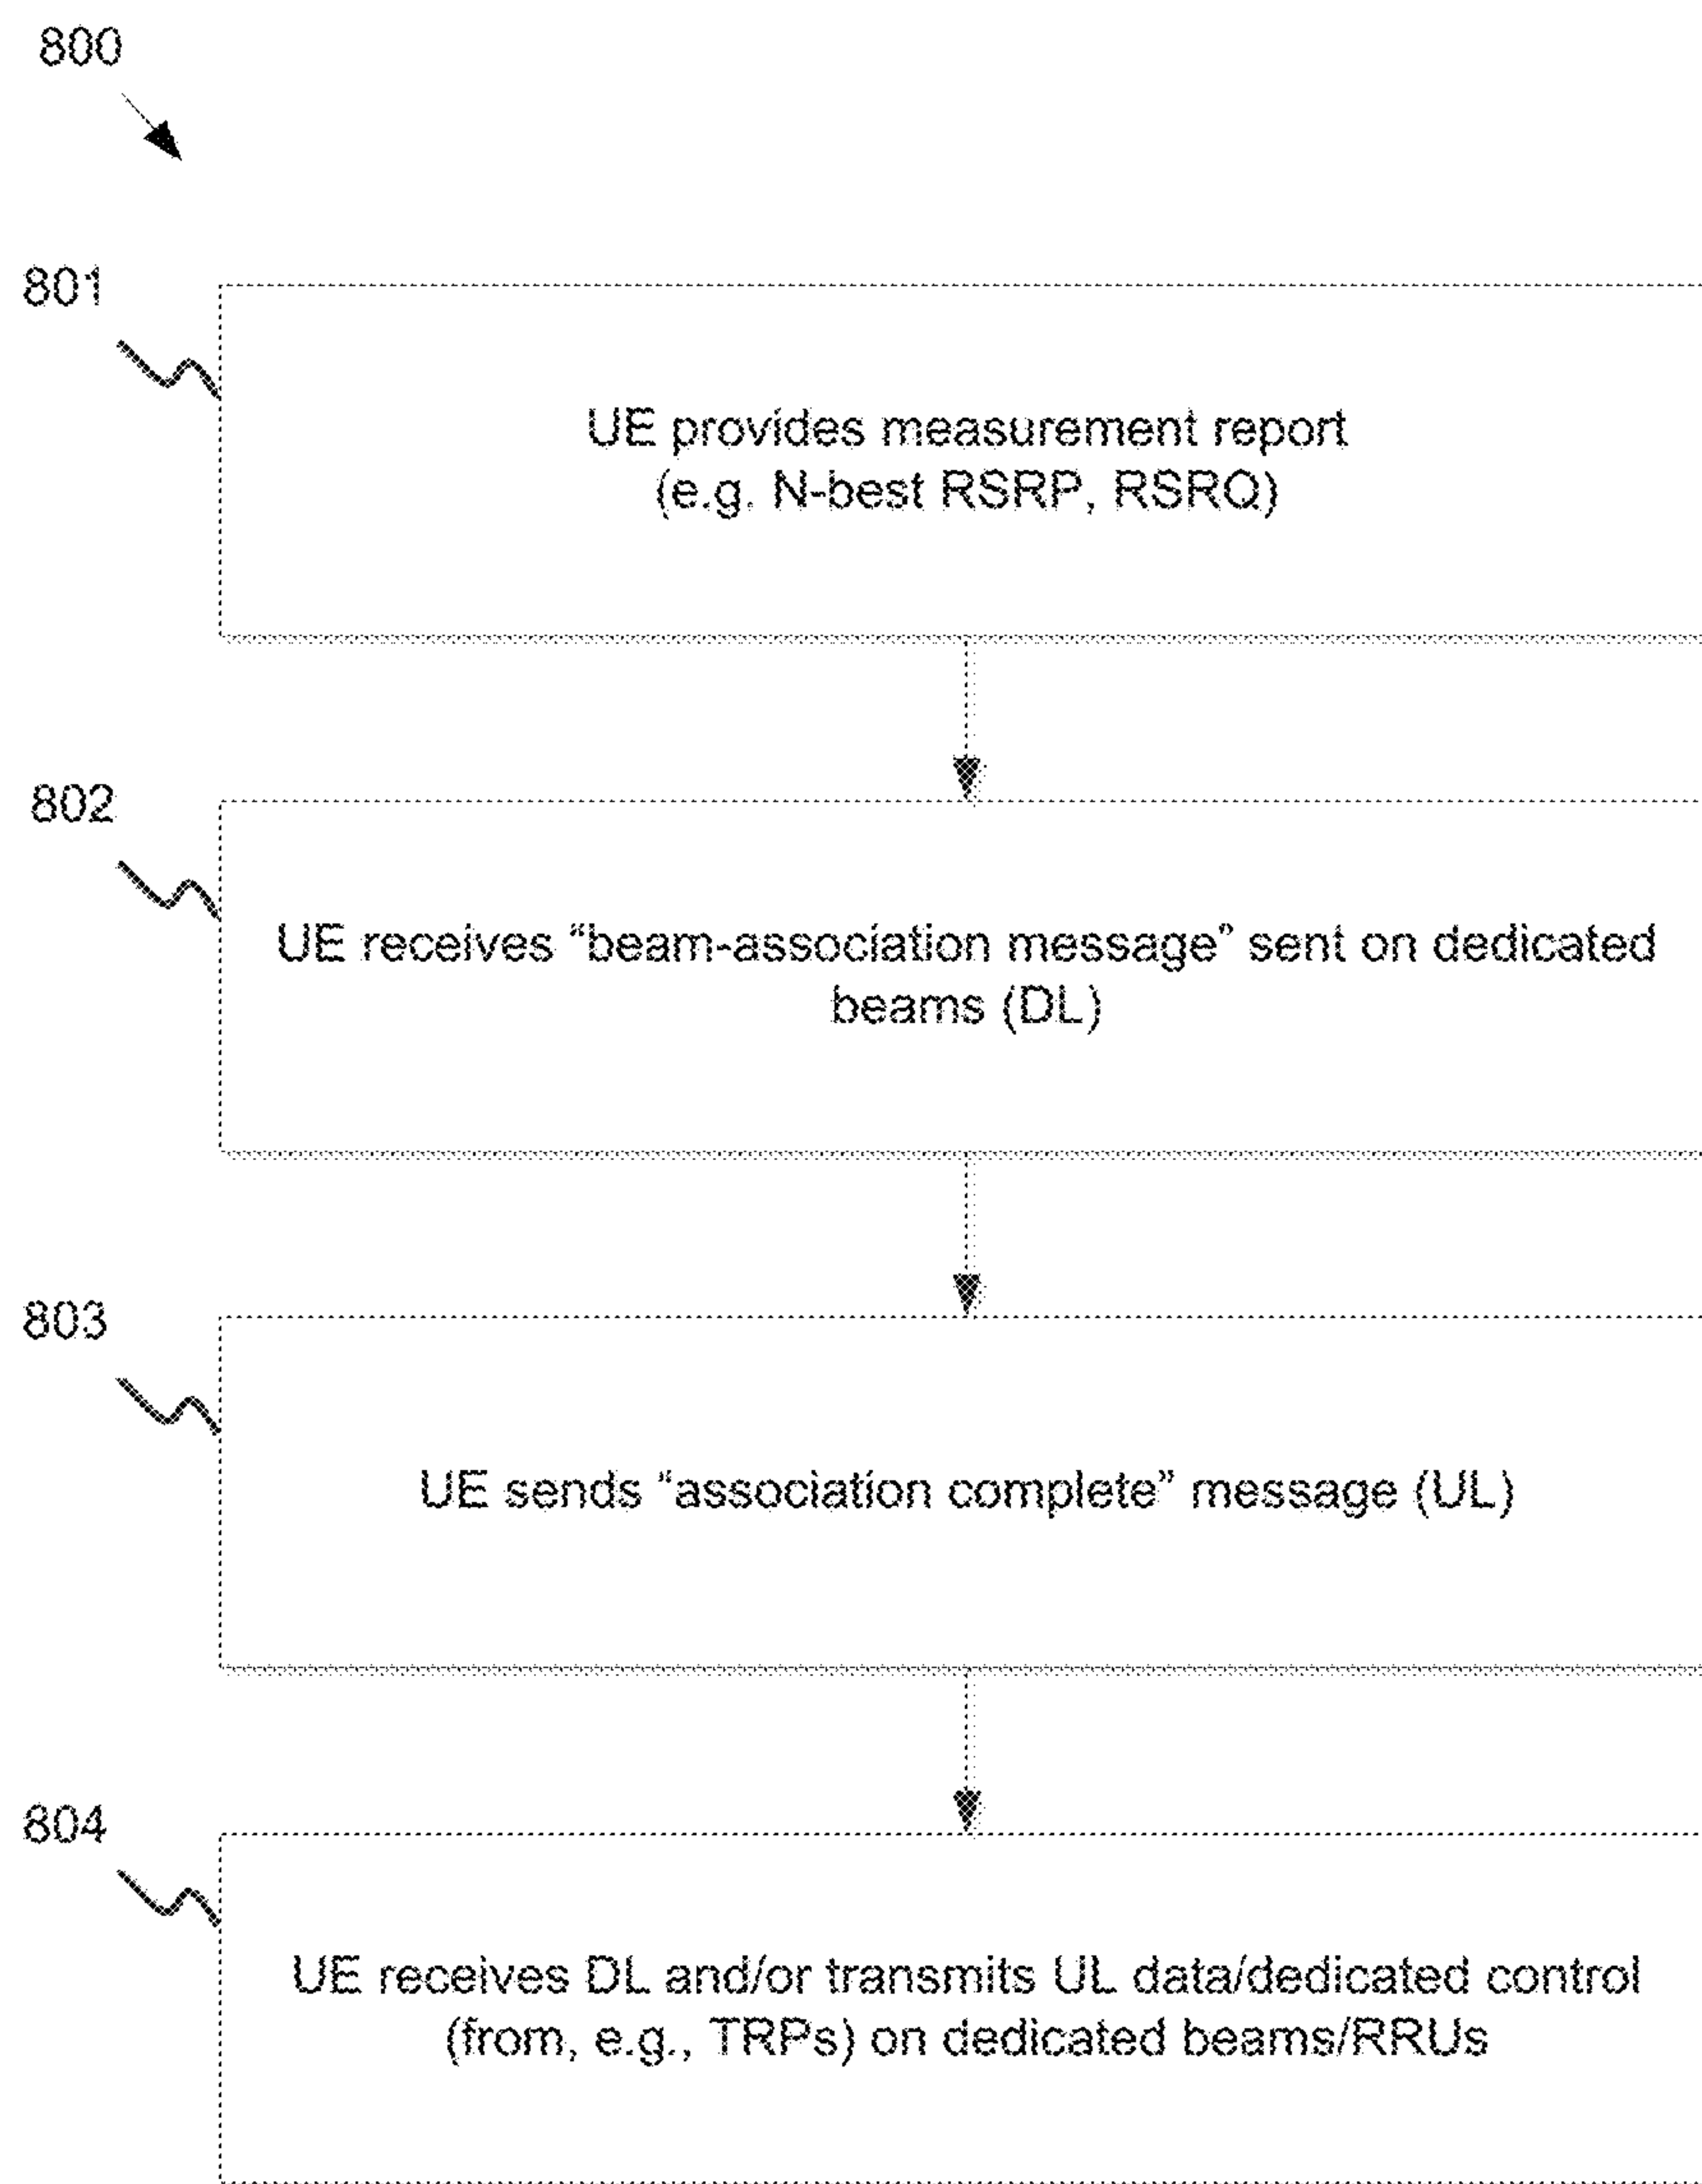 800
801
UE provides measurement report
(e.g. N-best RSRP, RSRQ)
802
UE receives “beam-association message” sent on dedicated
beams (DL)
803
UE sends “association complete” message (UL)
804
UE receives DL and/or transmits UL data/dedicated control
(from, e.g., TRPs) on dedicated beams/RRUs